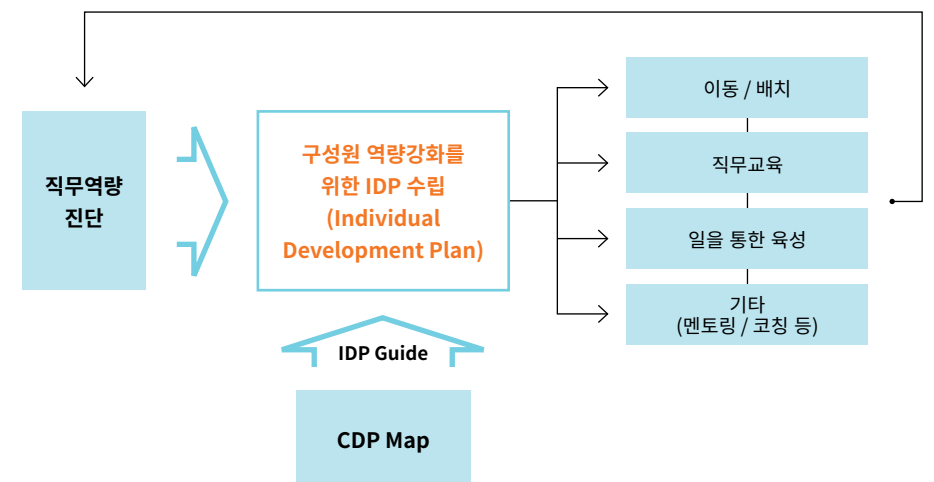 직무역량
진단
구성원 역량강화를
위한 IDP 수립
(Individual
Development Plan)
이동 / 배치
직무교육
일을 통한 육성
기타
(멘토링 / 코칭 등)
IDP Guide
CDP Map